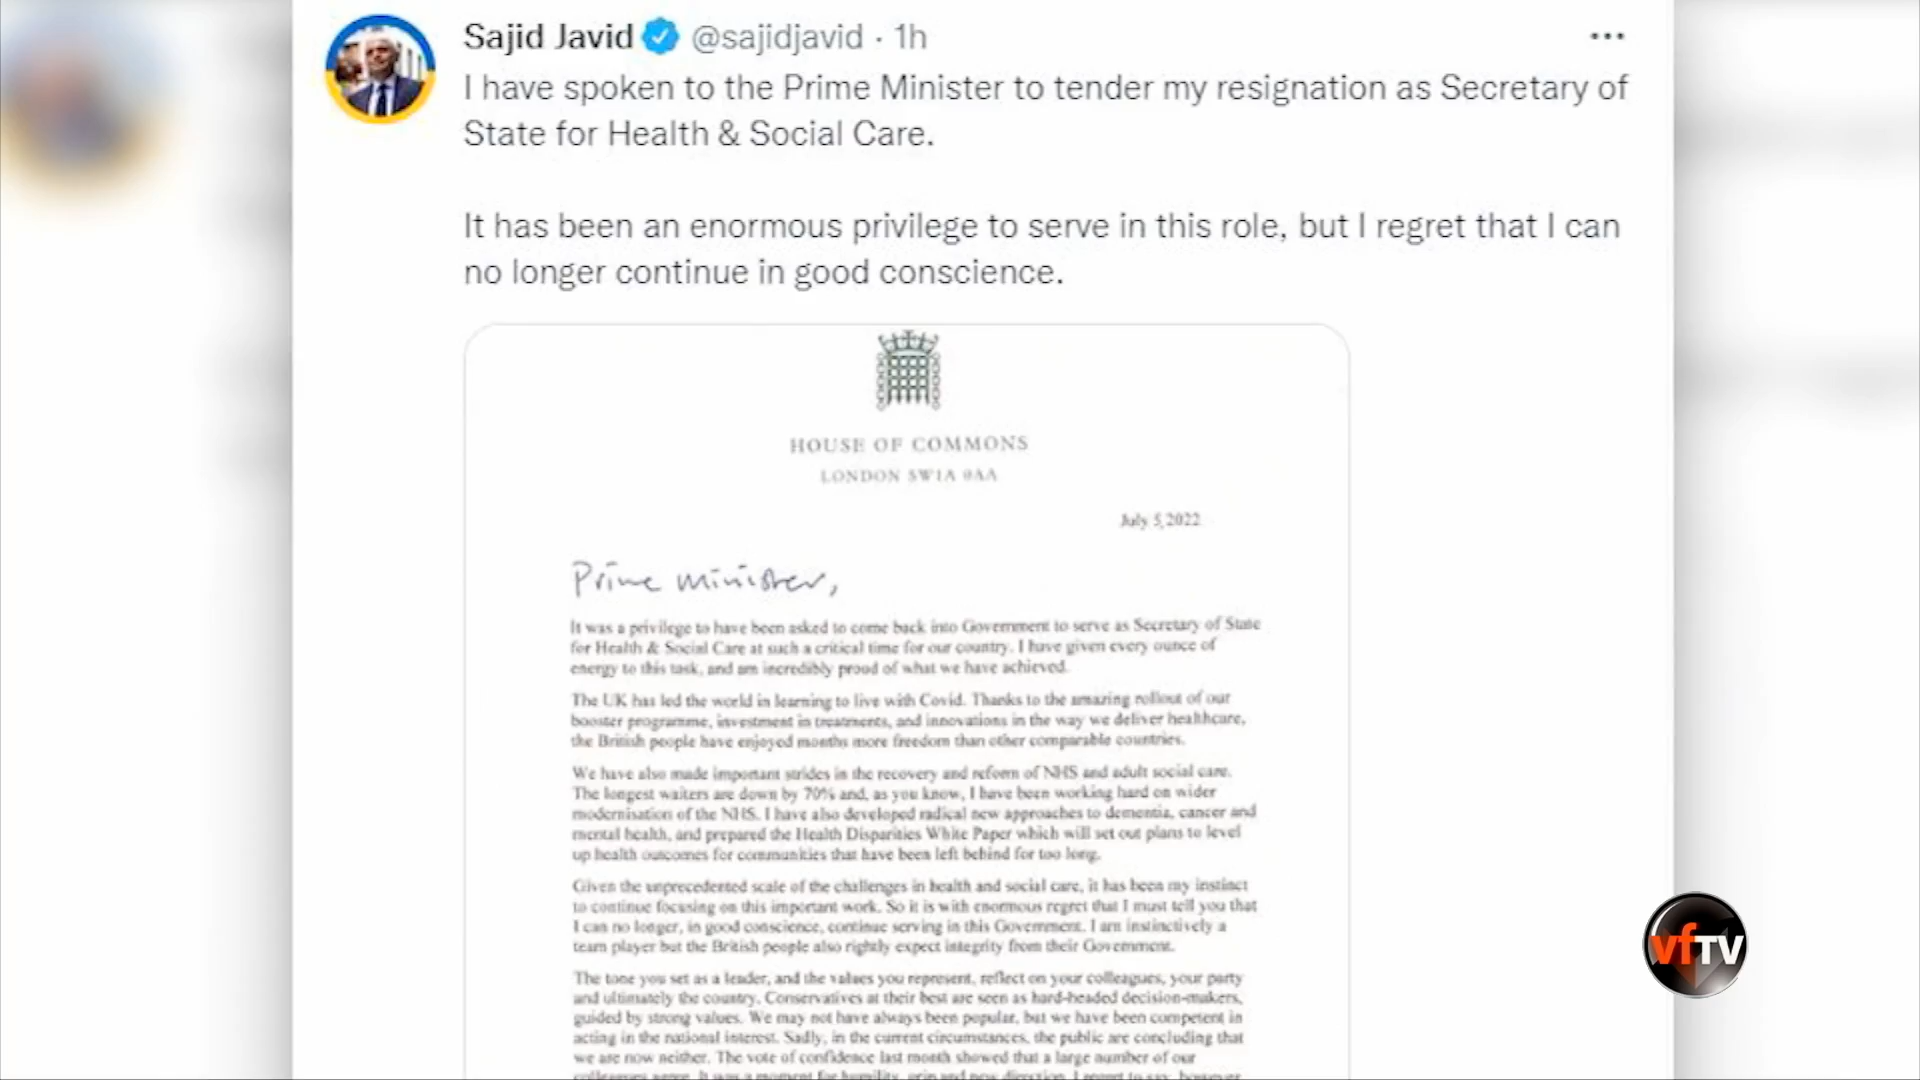 Sajid Javid @sajidjavid · 1h
I have spoken to the Prime Minister to tender my resignation as Secretary of
State for Health & Social Care.
It has been an enormous privilege to serve in this role, but I regret that I can
no longer continue in good conscience.
HOUSE OF COMMONS
LONDON SW1A 0AA
July 5, 2022
Prime Minister,
It was a privilege to have been asked to come back into Government to serve as Secretary of State
for Health & Social Care at such a critical time for our country. I have given every ounce of
energy to this task, and am incredibly proud of what we have achieved.
The UK has led the world in learning to live with Covid. Thanks to the amazing rollout of our
booster programme, investment in treatments, and innovations in the way we deliver healthcare,
the British people have enjoyed months more freedom than other comparable countries.
We have also made important strides in the recovery and reform of NHS and adult social care.
The longest waiters are down by 70% and, as you know, I have been working hard on wider
modernisation of the NHS. I have also developed radical new approaches to dementia, cancer and
mental health, and prepared the Health Disparities White Paper which will set out plans to level
up health outcomes for communities that have been left behind for too long.
Given the unprecedented scale of the challenges in health and social care, it has been my instinct
to continue focusing on this important work. So it is with enormous regret that I must tell you that
I can no longer, in good conscience, continue serving in this Government. I am instinctively a
team player but the British people also rightly expect integrity from their Government.
The tone you set as a leader, and the values you represent, reflect on your colleagues, your party
and ultimately the country. Conservatives at their best are seen as hard-headed decision-makers,
guided by strong values. We may not have always been popular, but we have been competent in
acting in the national interest. Sadly, in the current circumstances, the public are concluding that
we are now neither. The vote of confidence last month showed that a large number of our
colleagues agree. It was a moment for humility, grip and new direction. I regret to say, however
vfTV